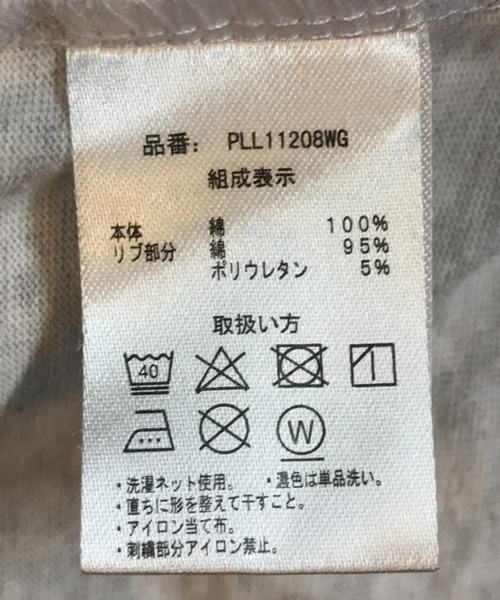 品番: PLL11208WG
組成表示
本体 綿 100%
リブ部分 綿 95%
ポリウレタン 5%
取扱い方
40
W
・洗濯ネット使用。 ・濃色は単品洗い。
・直ちに形を整えて干すこと。
・アイロン当て布。
・刺繍部分アイロン禁止。